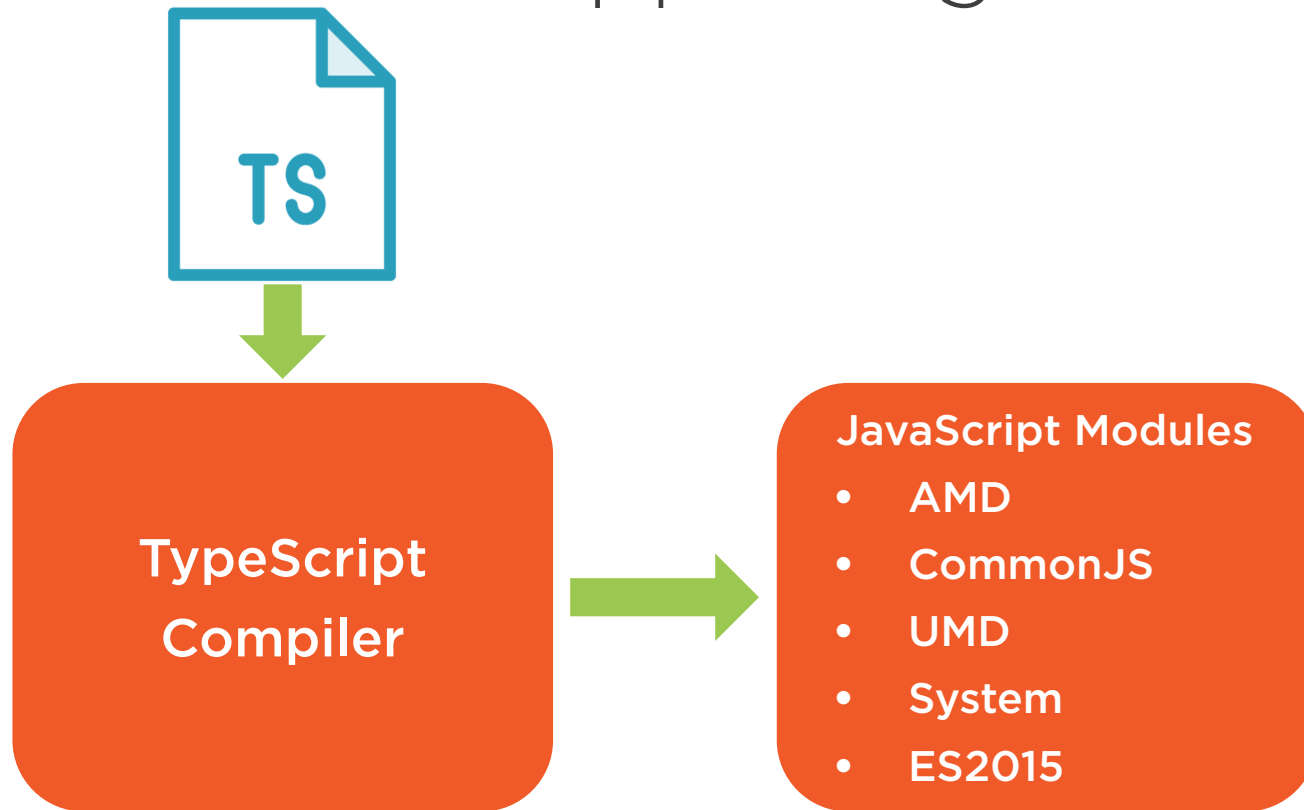 TS
TypeScript
Compiler
JavaScript Modules
• AMD
• CommonJS
• UMD
• System
• ES2015